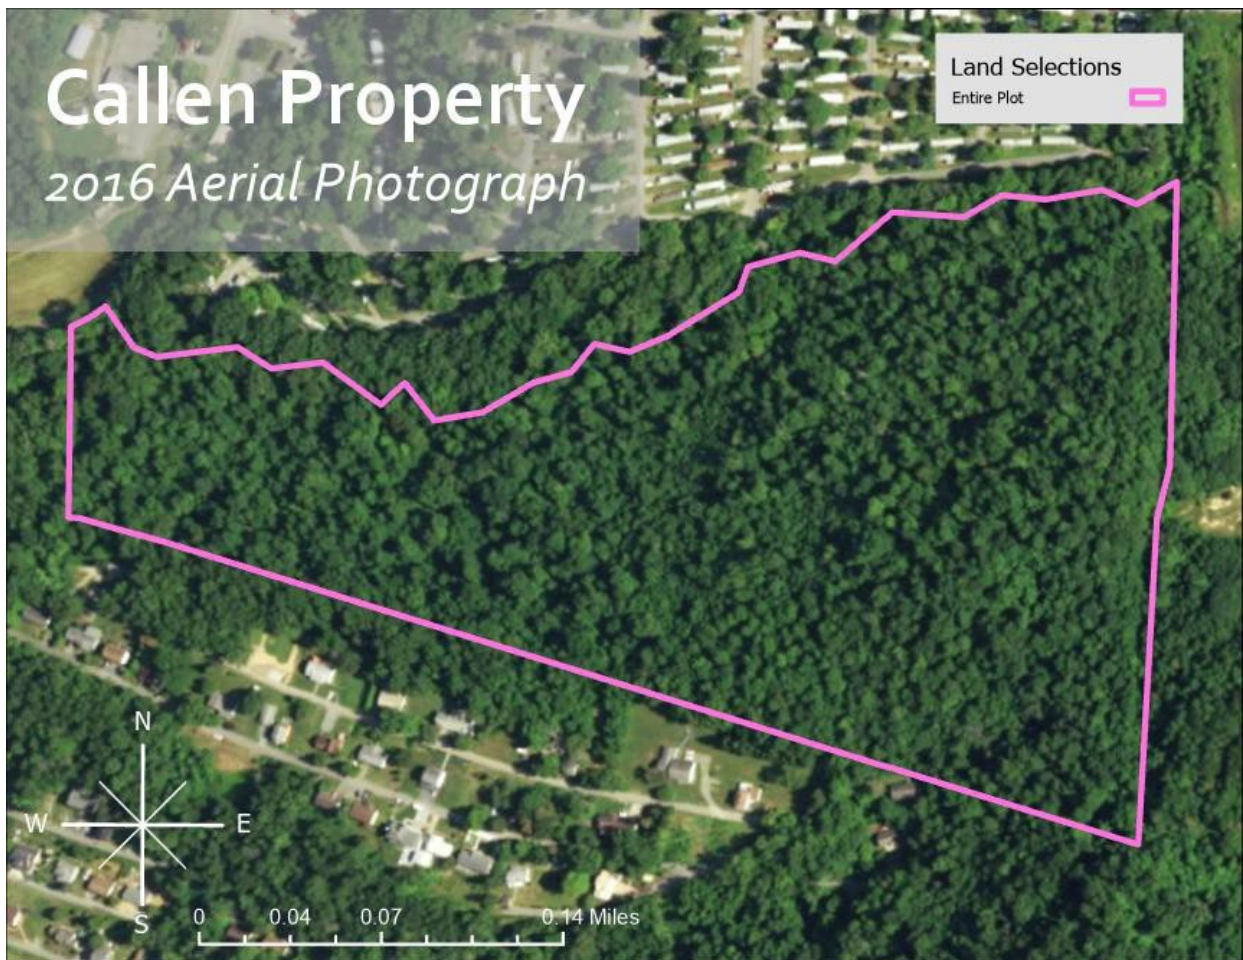 Callen Property
2016 Aerial Photograph
Land Selections
Entire Plot
N
W E
S
0 0.04 0.07 0.14 Miles